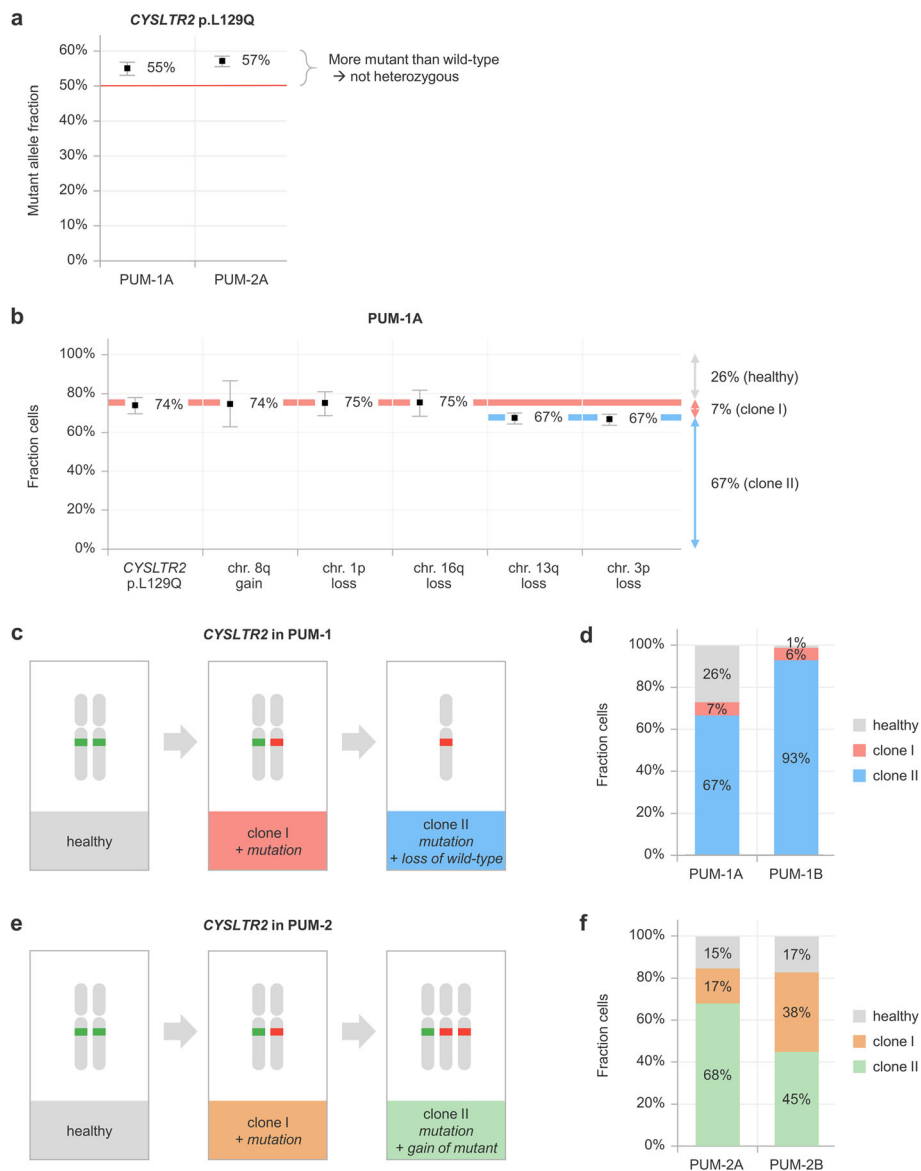 a
CYSLTR2 p.L129Q
Mutant allele fraction
60%
50%
40%
30%
20%
10%
0%
55%
57%
PUM-1A
PUM-2A
More mutant than wild-type
→ not heterozygous
b
PUM-1A
Fraction cells
100%
80%
60%
40%
20%
0%
74%
74%
75%
75%
67%
67%
CYSLTR2
p.L129Q
chr. 8q
gain
chr. 1p
loss
chr. 16q
loss
chr. 13q
loss
chr. 3p
loss
26% (healthy)
7% (clone I)
67% (clone II)
c
CYSLTR2 in PUM-1
healthy
clone I
+ mutation
clone II
mutation
+ loss of wild-type
d
Fraction cells
100%
80%
60%
40%
20%
0%
26%
7%
67%
1%
6%
93%
PUM-1A
PUM-1B
healthy
clone I
clone II
e
CYSLTR2 in PUM-2
healthy
clone I
+ mutation
clone II
mutation
+ gain of mutant
f
Fraction cells
100%
80%
60%
40%
20%
0%
15%
17%
68%
17%
38%
45%
PUM-2A
PUM-2B
healthy
clone I
clone II